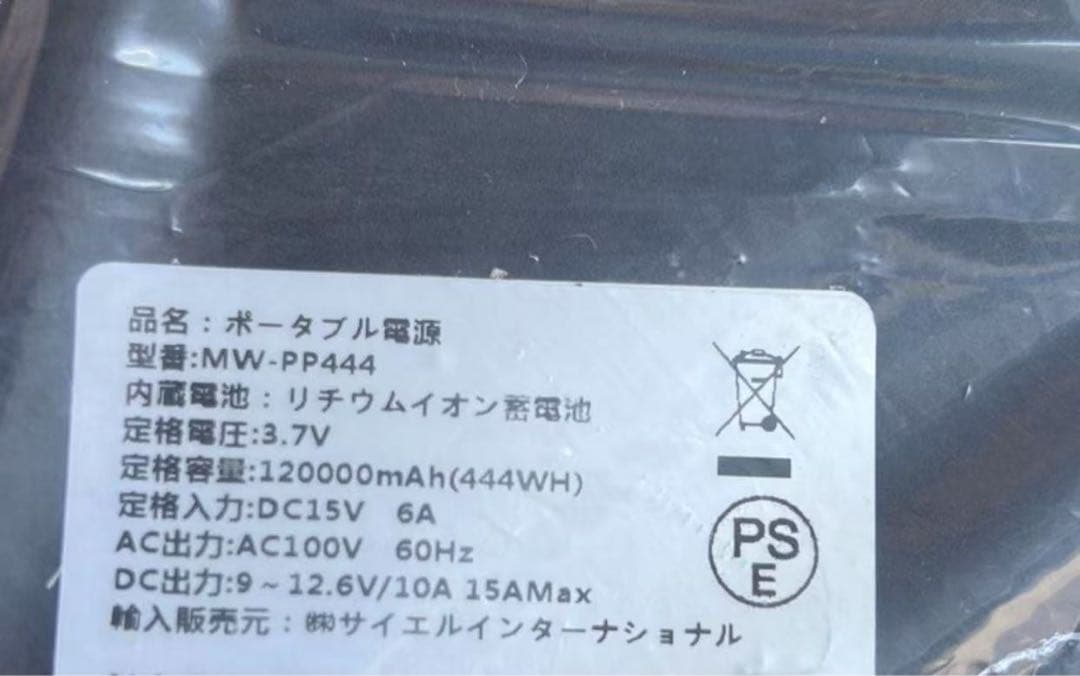 品名：ポータブル電源
型番:MW-PP444
内蔵電池：リチウムイオン蓄電池
定格電圧:3.7V
定格容量:120000mAh(444WH)
定格入力:DC15V 6A
AC出力:AC100V 60Hz
DC出力:9~12.6V/10A 15AMax
輸入販売元：㈱サイエルインターナショナル
PS
E